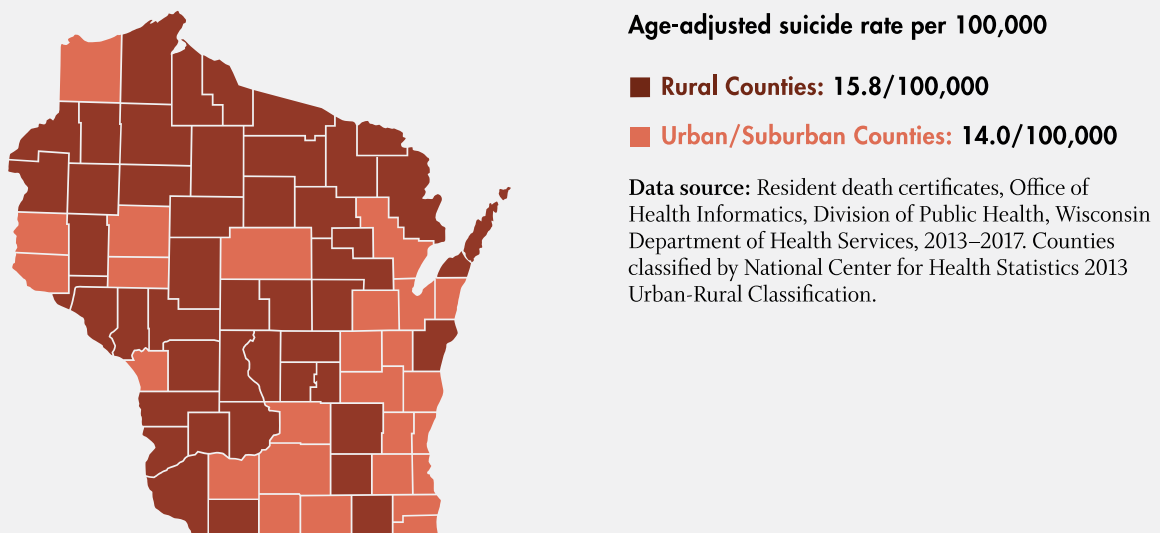 Age-adjusted suicide rate per 100,000
Rural Counties: 15.8/100,000
Urban/Suburban Counties: 14.0/100,000
Data source: Resident death certificates, Office of
Health Informatics, Division of Public Health, Wisconsin
Department of Health Services, 2013–2017. Counties
classified by National Center for Health Statistics 2013
Urban-Rural Classification.